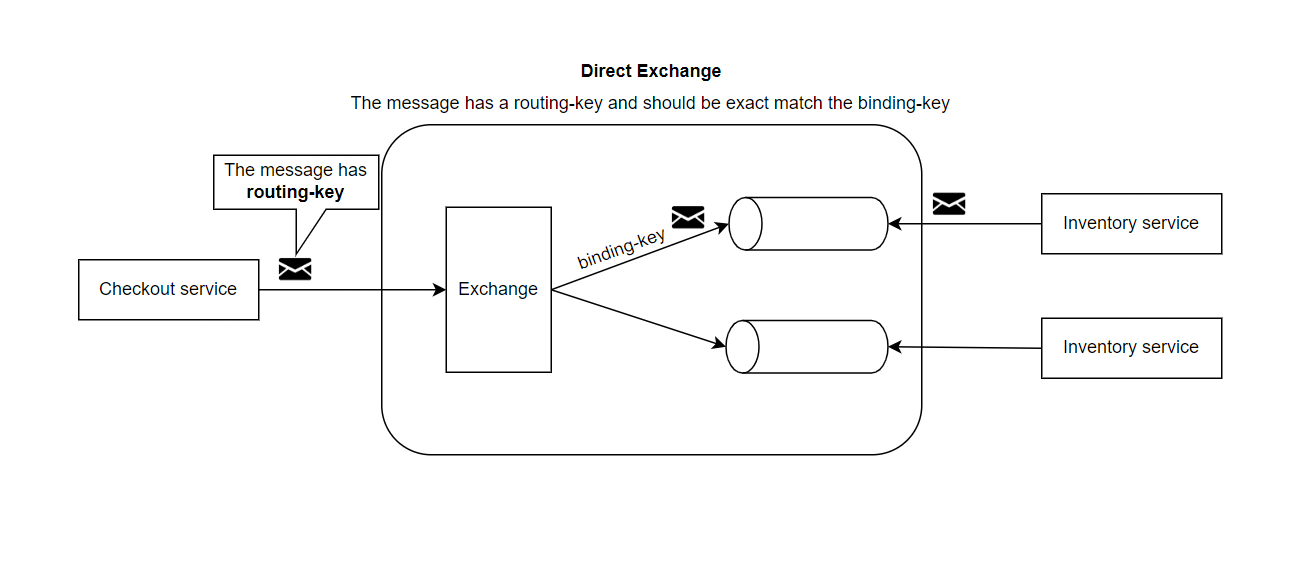 Direct Exchange
The message has a routing-key and should be exact match the binding-key
The message has
routing-key
Checkout service
Exchange
binding-key
Inventory service
Inventory service